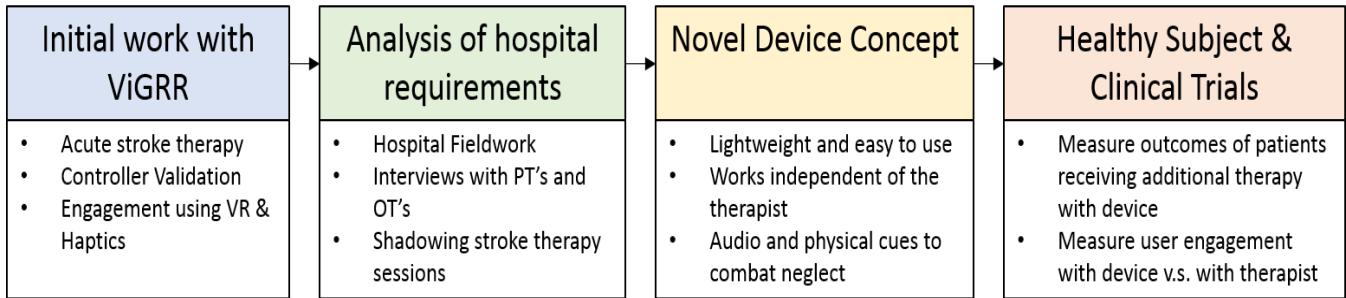 Initial work with
ViGRR
• Acute stroke therapy
• Controller Validation
• Engagement using VR &
Haptics
Analysis of hospital
requirements
• Hospital Fieldwork
• Interviews with PT's and
OT's
• Shadowing stroke therapy
sessions
Novel Device Concept
• Lightweight and easy to use
• Works independent of the
therapist
• Audio and physical cues to
combat neglect
Healthy Subject &
Clinical Trials
• Measure outcomes of patients
receiving additional therapy
with device
• Measure user engagement
with device v.s. with therapist